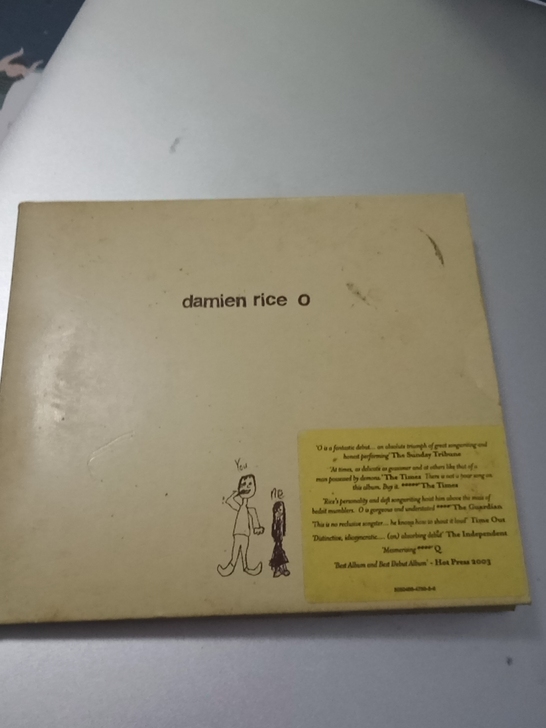 damien rice O
You
me
'O is a fantastic debut... an absolute triumph of great songwriting and
honest performing' The Sunday Tribune
'At times, as delicate as gossamer and at others like that of a
man possessed by demons.' The Times There is not a poor song on
this album. Buy it. ***** The Times
'Rice's personality and deft songwriting hoist him above the mass of
bedsit mumblers. O is gorgeous and understated **** The Guardian
'This is no reclusive songster... he knows how to shout it loud' Time Out
'Distinctive, idiosyncratic.... (an) absorbing debut' The Independent
'Mesmerising' **** Q
'Best Album and Best Debut Album' - Hot Press 2003